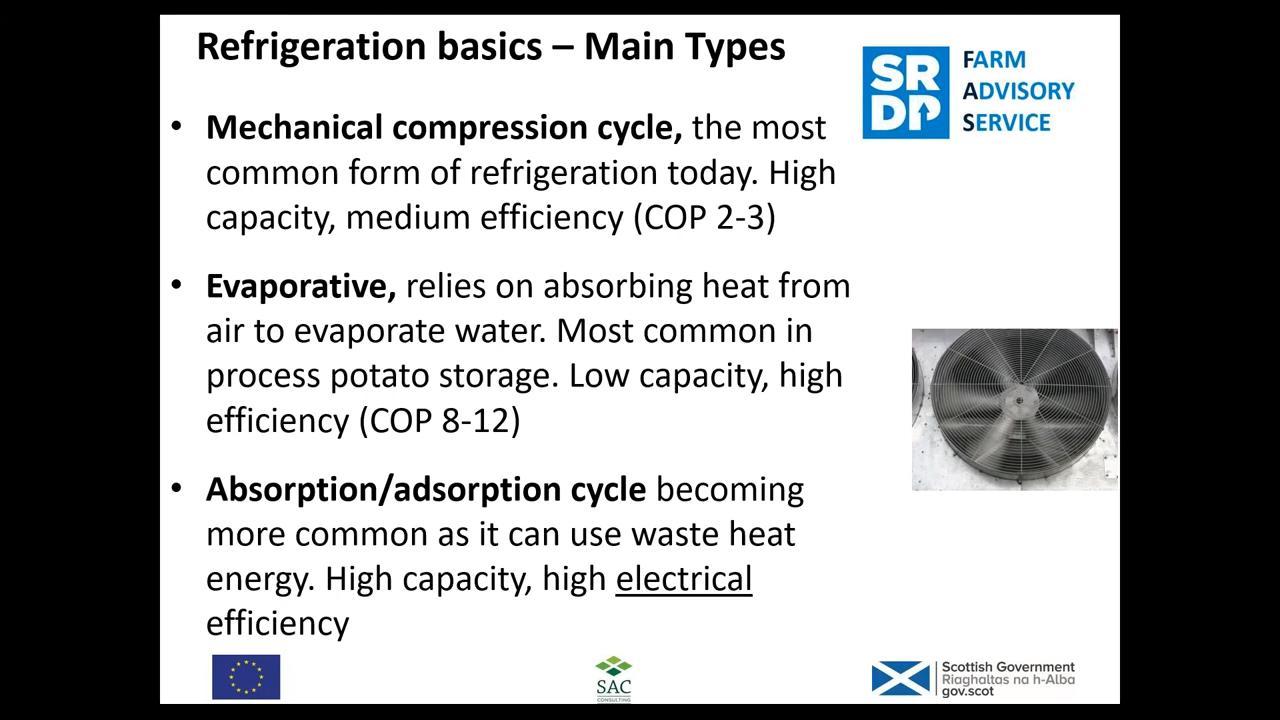 Refrigeration basics – Main Types
SR
DP
FARM
ADVISORY
SERVICE
• Mechanical compression cycle, the most
common form of refrigeration today. High
capacity, medium efficiency (COP 2-3)
• Evaporative, relies on absorbing heat from
air to evaporate water. Most common in
process potato storage. Low capacity, high
efficiency (COP 8-12)
• Absorption/adsorption cycle becoming
more common as it can use waste heat
energy. High capacity, high electrical
efficiency
SAC
CONSULTING
Scottish Government
Riaghaltas na h-Alba
gov.scot